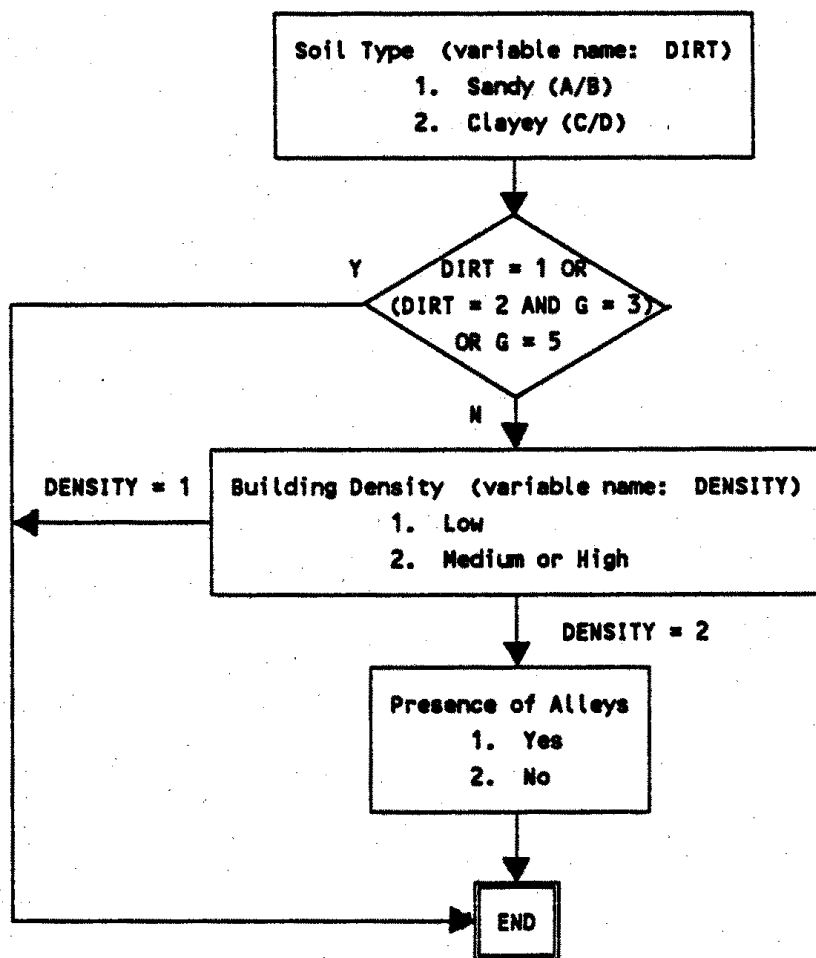 Soil Type (variable name: DIRT)
1. Sandy (A/B)
2. Clayey (C/D)
Y
DIRT = 1 OR
(DIRT = 2 AND G = 3)
OR G = 5
N
DENSITY = 1
Building Density (variable name: DENSITY)
1. Low
2. Medium or High
DENSITY = 2
Presence of Alleys
1. Yes
2. No
END